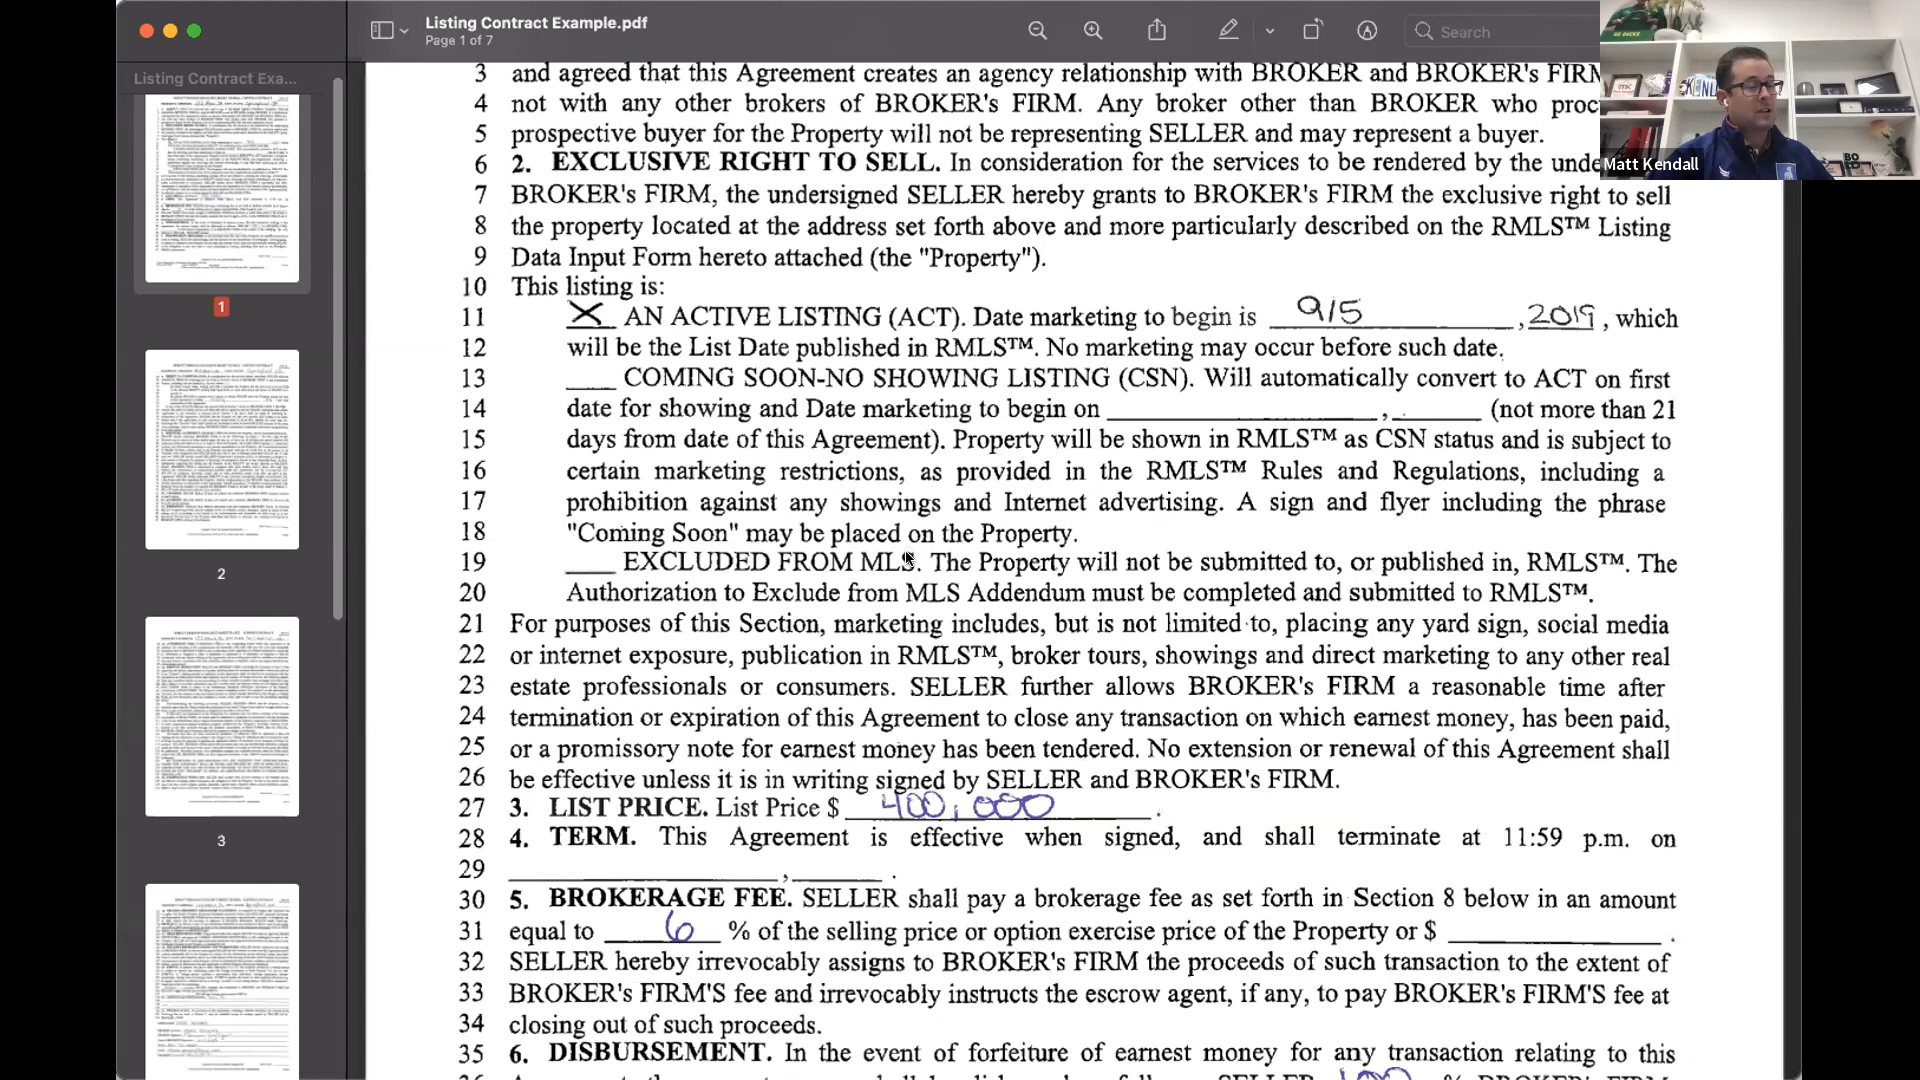 Listing Contract Example.pdf
Page 1 of 7
Search
Listing Contract Exa...
1
2
3
GO DUCKS
Matt Kendall
3 and agreed that this Agreement creates an agency relationship with BROKER and BROKER's FIRM
4 not with any other brokers of BROKER's FIRM. Any broker other than BROKER who proc
5 prospective buyer for the Property will not be representing SELLER and may represent a buyer.
6 2. EXCLUSIVE RIGHT TO SELL. In consideration for the services to be rendered by the unde
7 BROKER's FIRM, the undersigned SELLER hereby grants to BROKER's FIRM the exclusive right to sell
8 the property located at the address set forth above and more particularly described on the RMLS™ Listing
9 Data Input Form hereto attached (the "Property").
10 This listing is:
11 X AN ACTIVE LISTING (ACT). Date marketing to begin is 9/5, 2019, which
12 will be the List Date published in RMLS™. No marketing may occur before such date.
13 ____ COMING SOON-NO SHOWING LISTING (CSN). Will automatically convert to ACT on first
14 date for showing and Date marketing to begin on ____________, ______ (not more than 21
15 days from date of this Agreement). Property will be shown in RMLS™ as CSN status and is subject to
16 certain marketing restrictions, as provided in the RMLS™ Rules and Regulations, including a
17 prohibition against any showings and Internet advertising. A sign and flyer including the phrase
18 "Coming Soon" may be placed on the Property.
19 ____ EXCLUDED FROM MLS. The Property will not be submitted to, or published in, RMLS™. The
20 Authorization to Exclude from MLS Addendum must be completed and submitted to RMLS™.
21 For purposes of this Section, marketing includes, but is not limited to, placing any yard sign, social media
22 or internet exposure, publication in RMLS™, broker tours, showings and direct marketing to any other real
23 estate professionals or consumers. SELLER further allows BROKER's FIRM a reasonable time after
24 termination or expiration of this Agreement to close any transaction on which earnest money, has been paid,
25 or a promissory note for earnest money has been tendered. No extension or renewal of this Agreement shall
26 be effective unless it is in writing signed by SELLER and BROKER's FIRM.
27 3. LIST PRICE. List Price $ 400,000.
28 4. TERM. This Agreement is effective when signed, and shall terminate at 11:59 p.m. on
29 ____________, ______.
30 5. BROKERAGE FEE. SELLER shall pay a brokerage fee as set forth in Section 8 below in an amount
31 equal to 6 % of the selling price or option exercise price of the Property or $ ____________.
32 SELLER hereby irrevocably assign to BROKER's FIRM the proceeds of such transaction to the extent of
33 BROKER's FIRM'S fee and irrevocably instructs the escrow agent, if any, to pay BROKER's FIRM'S fee at
34 closing out of such proceeds.
35 6. DISBURSEMENT. In the event of forfeiture of earnest money for any transaction relating to this